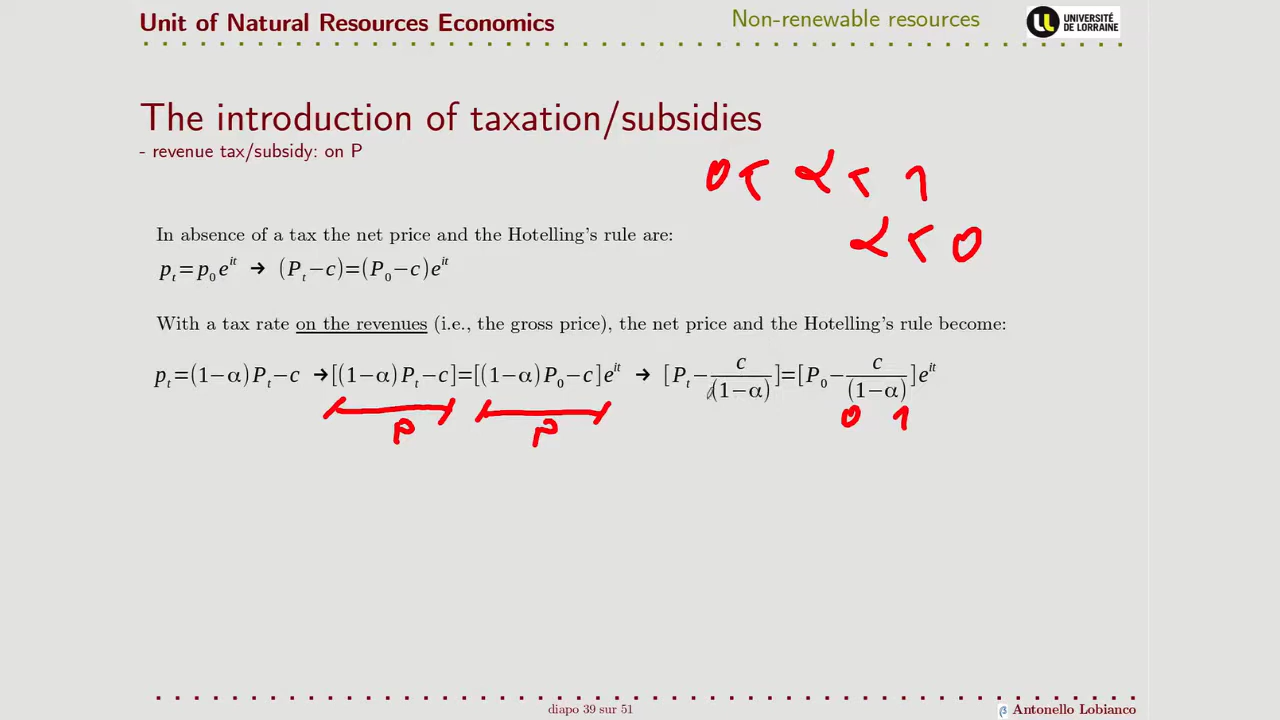 Unit of Natural Resources Economics
Non-renewable resources
UNIVERSITÉ
DE LORRAINE
The introduction of taxation/subsidies
- revenue tax/subsidy: on P
0 < α < 1
α < 0
In absence of a tax the net price and the Hotelling's rule are:
p_t = p_0 e^{it} → (P_t − c) = (P_0 − c) e^{it}
With a tax rate on the revenues (i.e., the gross price), the net price and the Hotelling's rule become:
p_t = (1−α) P_t − c → [(1−α) P_t − c] = [(1−α) P_0 − c] e^{it} → [P_t − c/(1−α)] = [P_0 − c/(1−α)] e^{it}
P P 0 1
diapo 39 sur 51
Antonello Lobianco